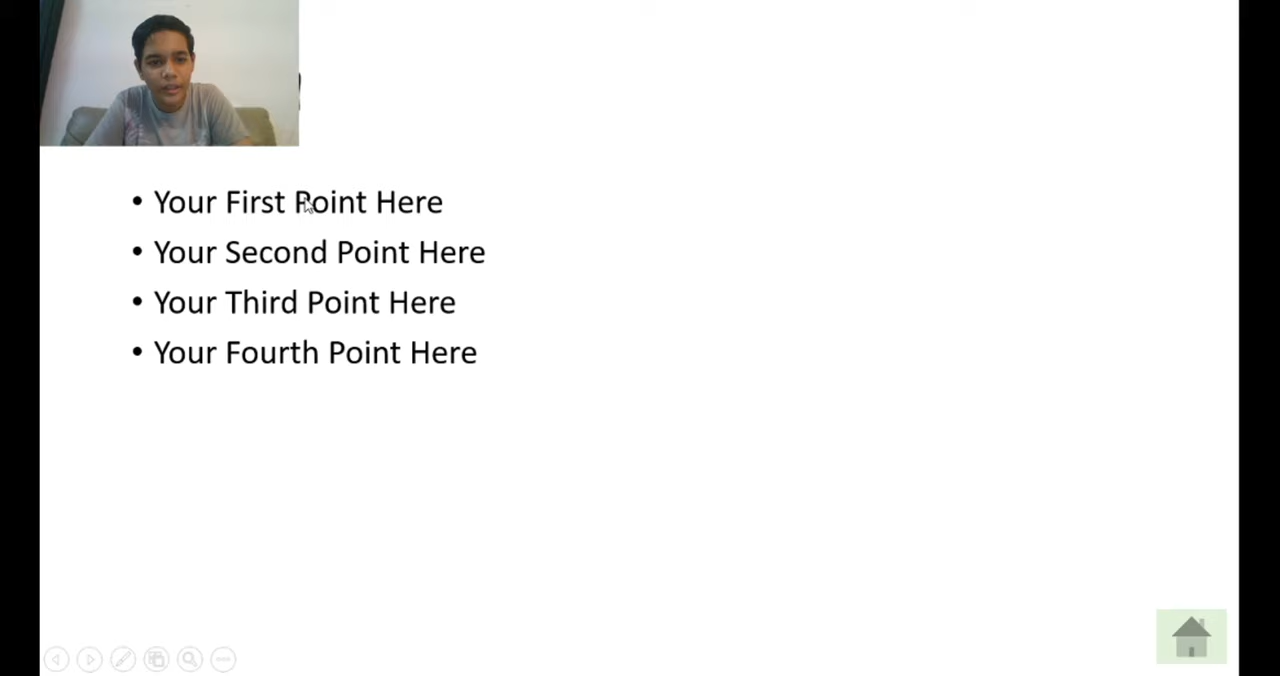 • Your First Point Here
• Your Second Point Here
• Your Third Point Here
• Your Fourth Point Here